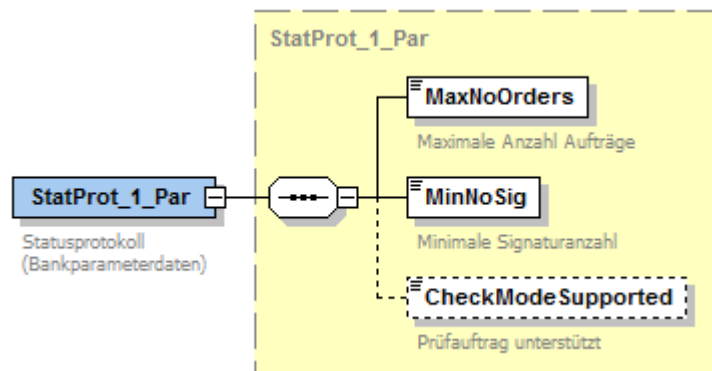 StatProt_1_Par
MaxNoOrders
Maximale Anzahl Aufträge
StatProt_1_Par
Statusprotokoll
(Bankparameterdaten)
MinNoSig
Minimale Signaturanzahl
CheckModeSupported
Prüfauftrag unterstützt